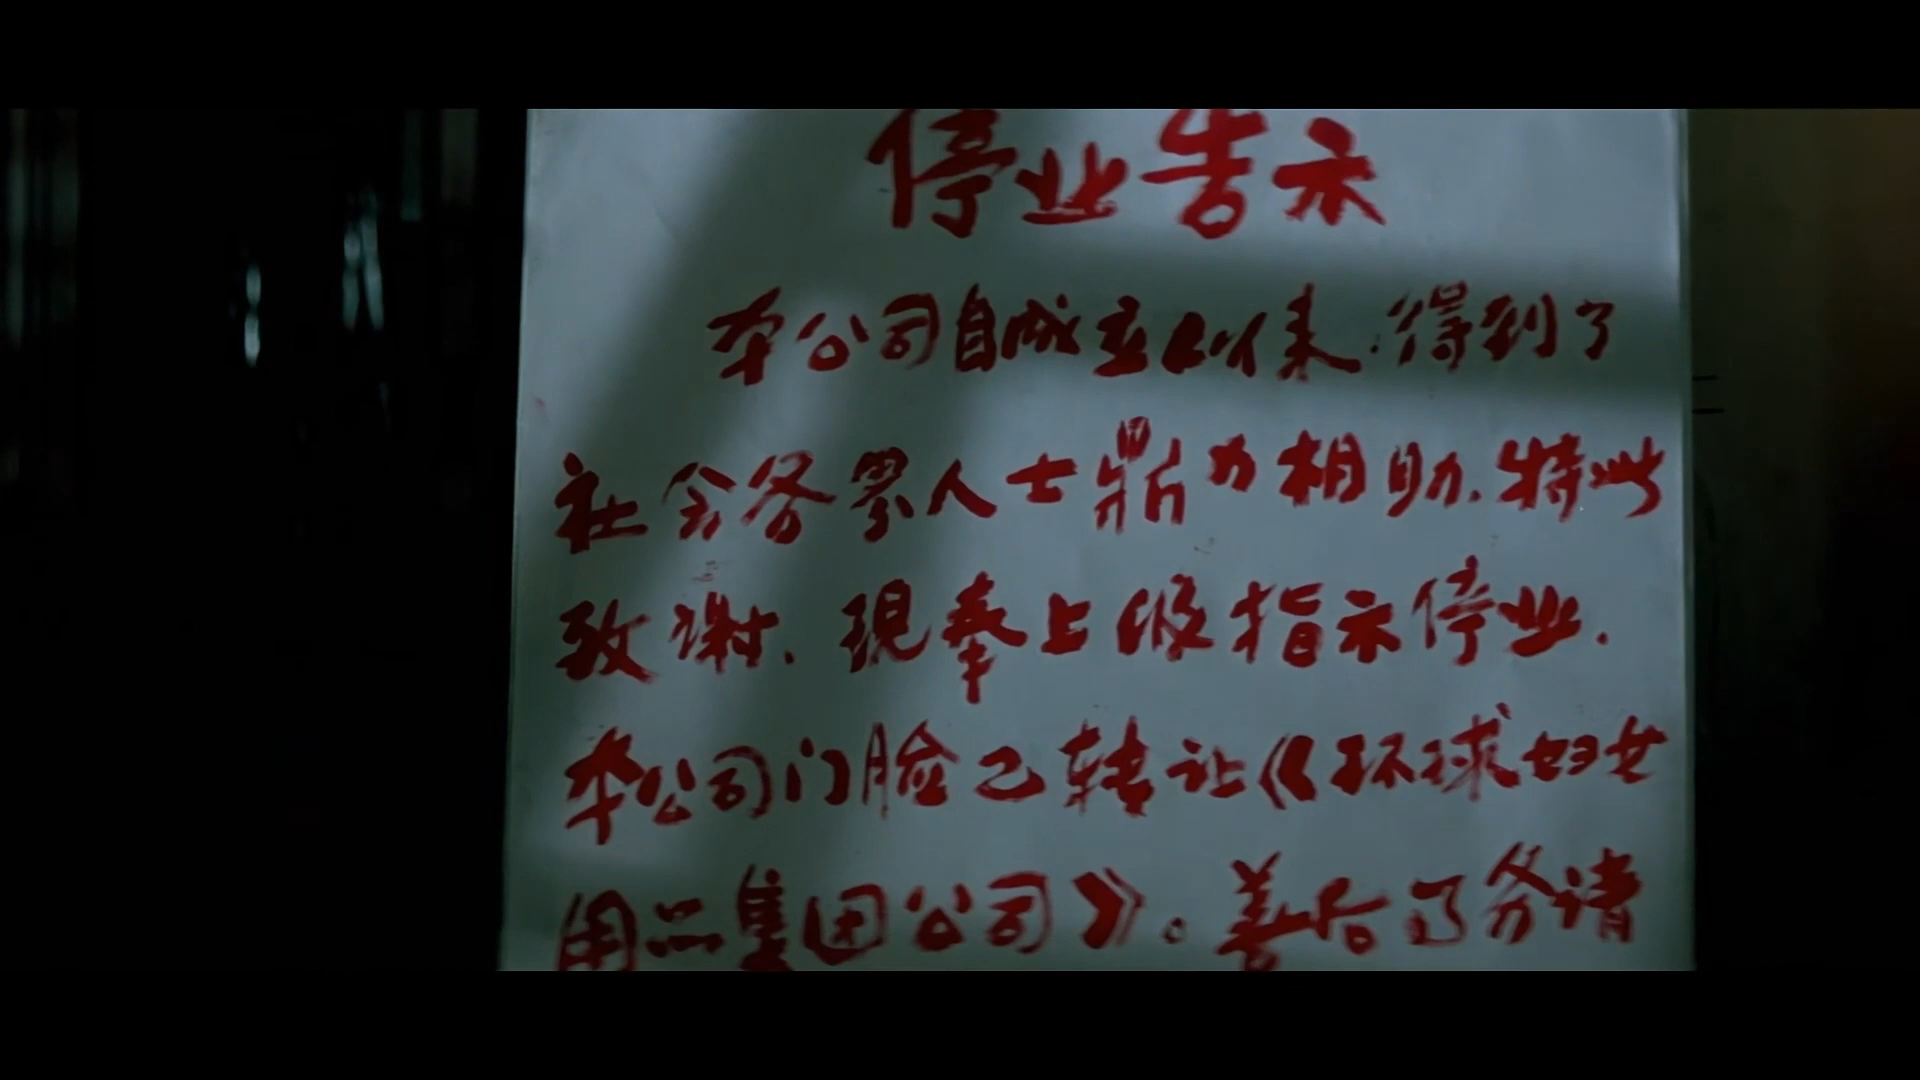 停业告示
本公司自成立以来.得到了
社会各界人士鼎力相助.特此
致谢.现奉上级指示停业.
本公司门脸已转让《环球妇女
用品集团公司》。善后事务请